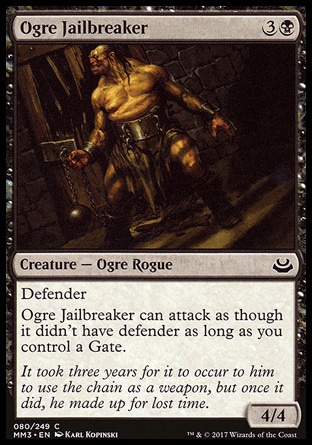 Ogre Jailbreaker 3
Creature — Ogre Rogue
Defender
Ogre Jailbreaker can attack as though
it didn't have defender as long as you
control a Gate.
It took three years for it to occur to him
to use the chain as a weapon, but once it
did, he made up for lost time.
4/4
080/249 C
MM3 • EN Karl Kopinski
™ & © 2017 Wizards of the Coast